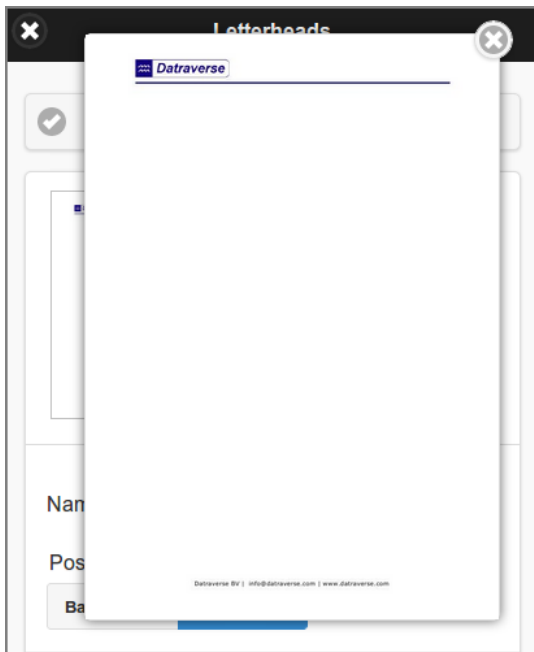 Letterheads
Datraverse
Nam
Pos
Ba
Datraverse BV | info@datraverse.com | www.datraverse.com